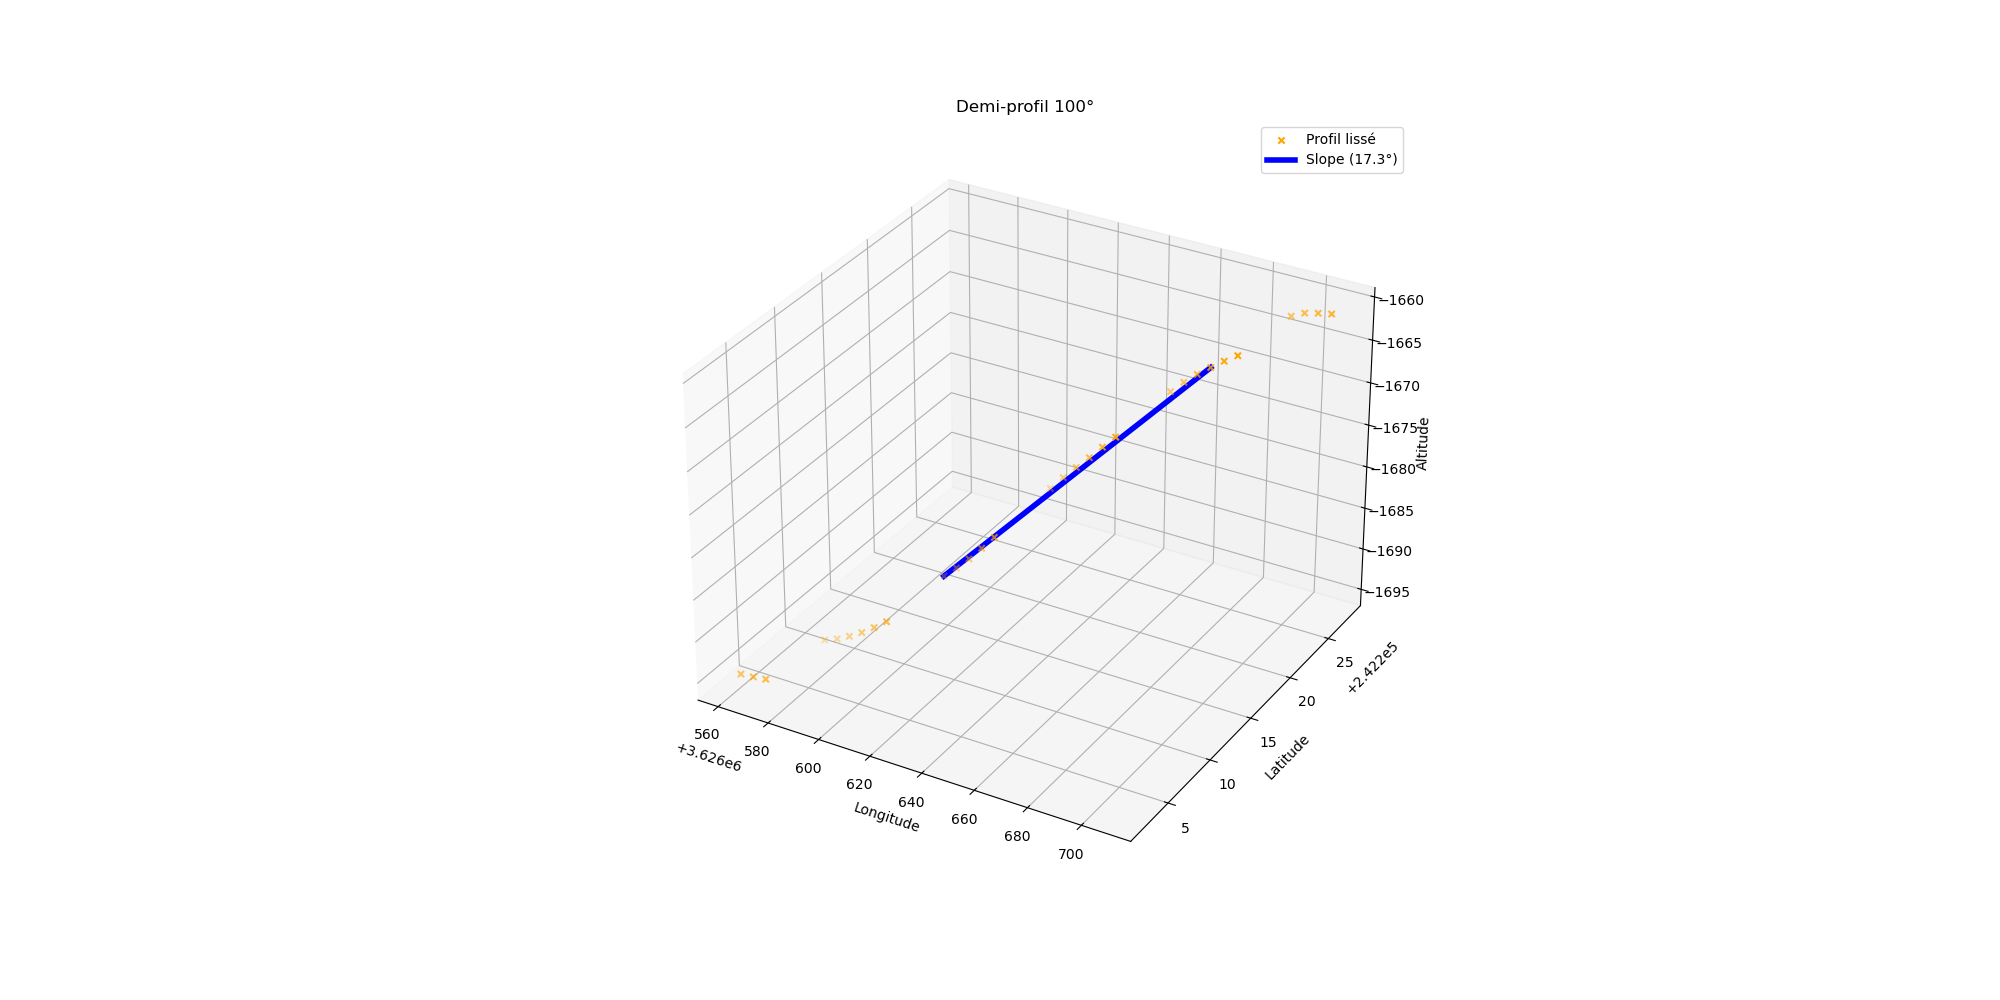 Demi-profil 100°
Profil lissé
Slope (17.3°)
−1660
−1665
−1670
−1675
−1680
−1685
−1690
−1695
Altitude
25
20
15
10
5
+2.422e5
Latitude
560
580
600
620
640
660
680
700
+3.626e6
Longitude